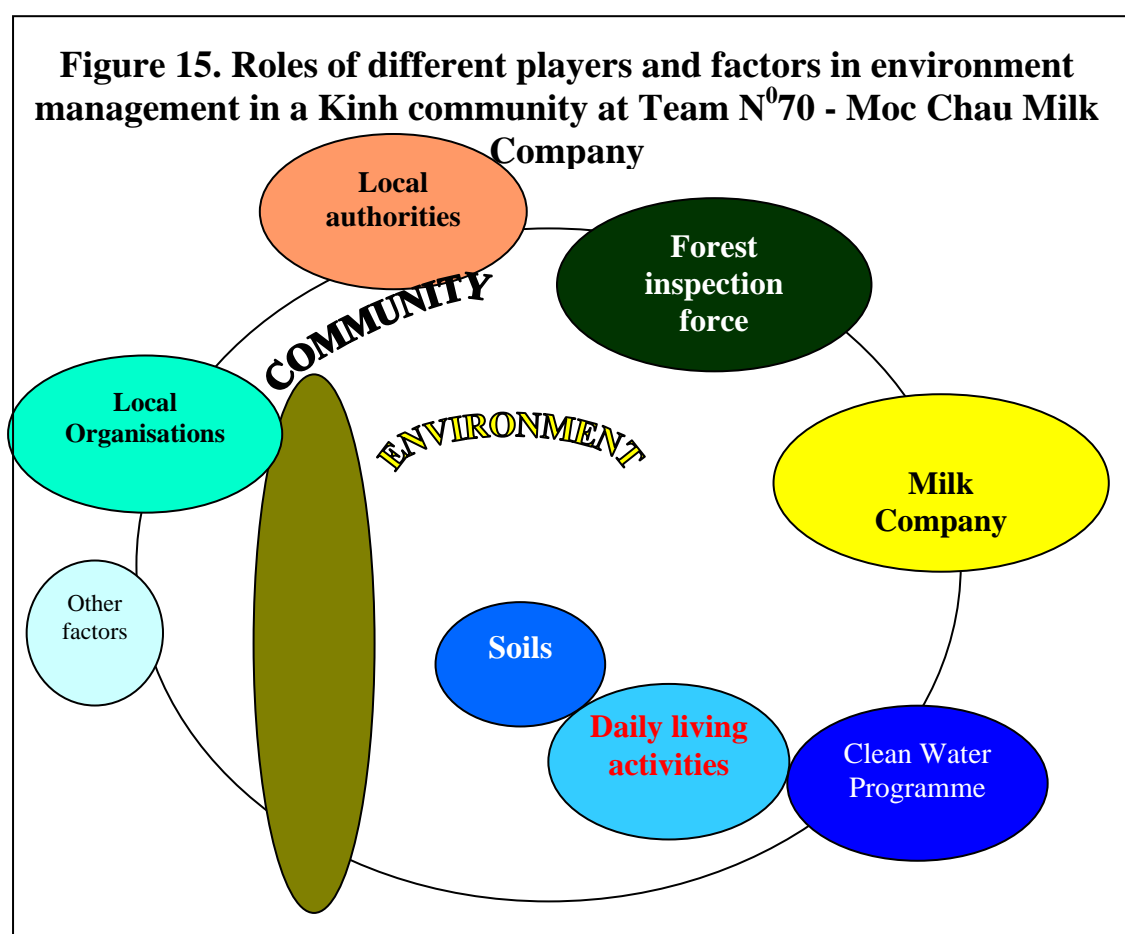 Figure 15. Roles of different players and factors in environment
management in a Kinh community at Team N⁰70 - Moc Chau Milk
Company
Local
authorities
Forest
inspection
force
COMMUNITY
Local
Organisations
ENVIRONMENT
Milk
Company
Other
factors
Soils
Daily living
activities
Clean Water
Programme